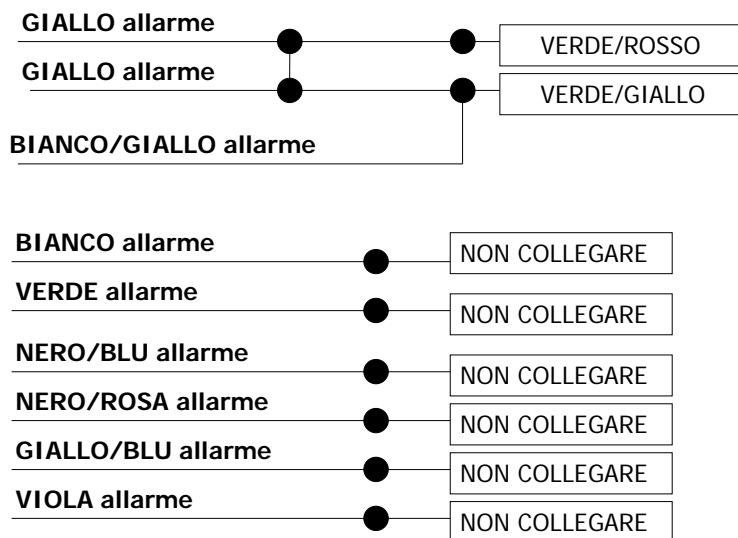 GIALLO allarme
VERDE/ROSSO
GIALLO allarme
VERDE/GIALLO
BIANCO/GIALLO allarme
BIANCO allarme
NON COLLEGARE
VERDE allarme
NON COLLEGARE
NERO/BLU allarme
NON COLLEGARE
NERO/ROSA allarme
NON COLLEGARE
GIALLO/BLU allarme
NON COLLEGARE
VIOLA allarme
NON COLLEGARE